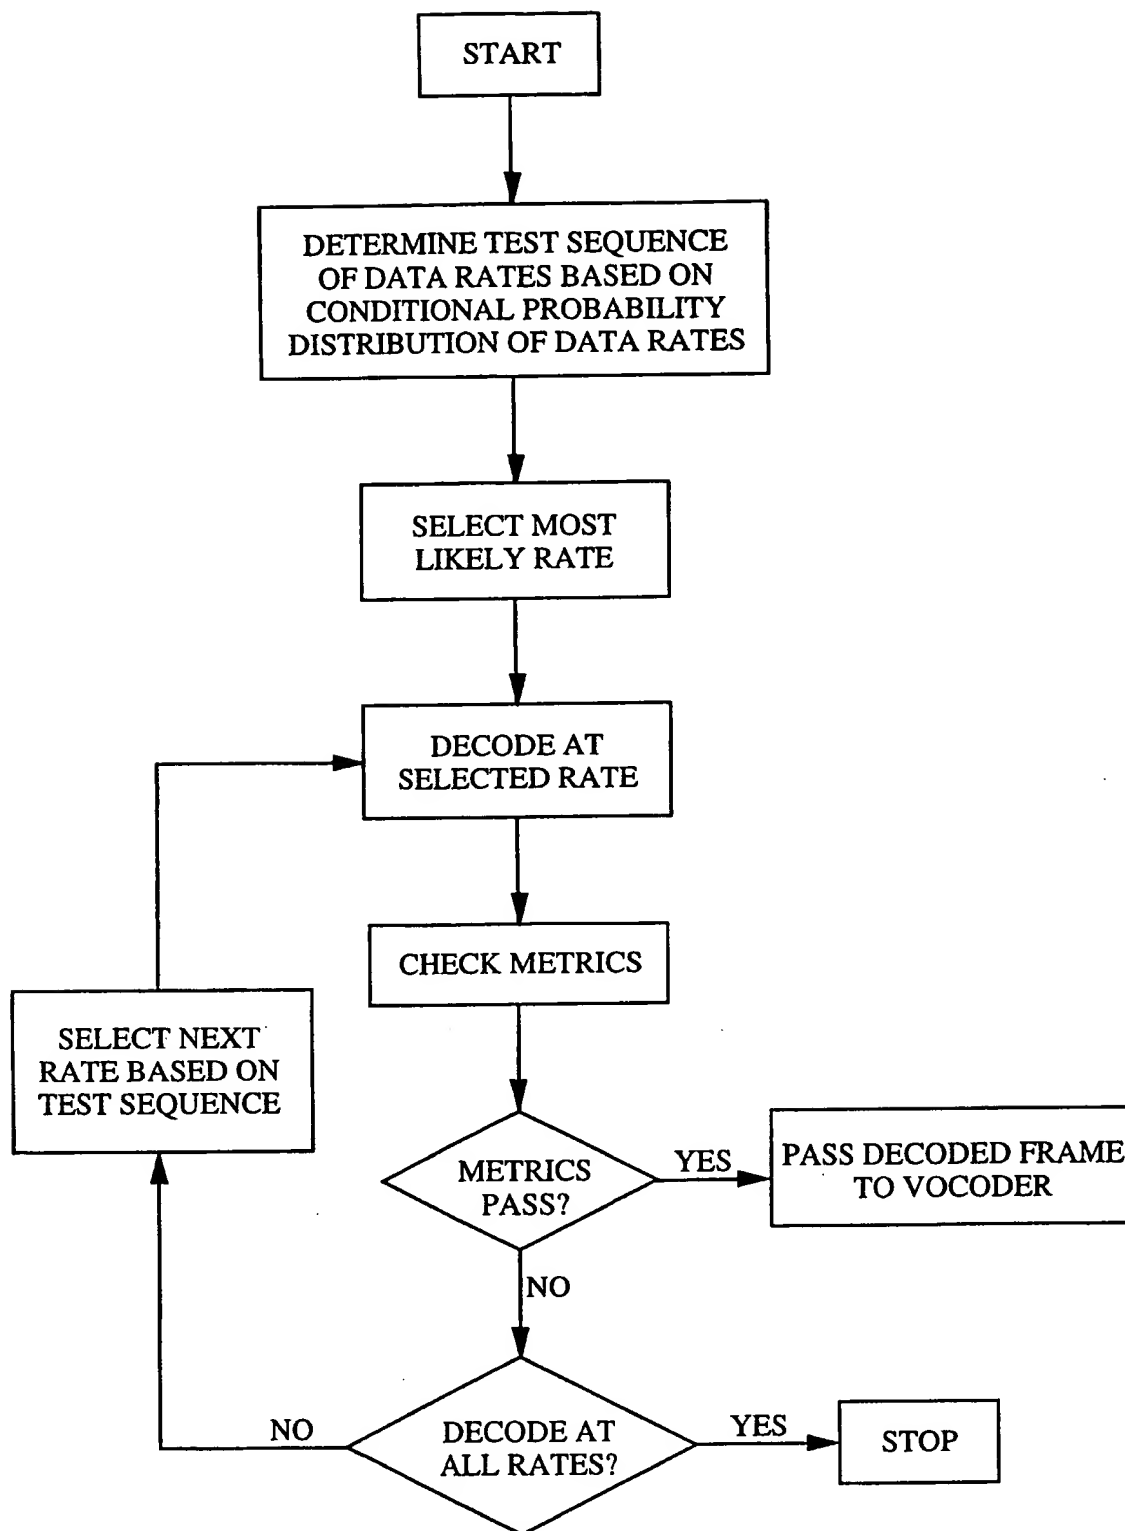 START
DETERMINE TEST SEQUENCE
OF DATA RATES BASED ON
CONDITIONAL PROBABILITY
DISTRIBUTION OF DATA RATES
SELECT MOST
LIKELY RATE
DECODE AT
SELECTED RATE
CHECK METRICS
SELECT NEXT
RATE BASED ON
TEST SEQUENCE
METRICS
PASS?
YES
PASS DECODED FRAME
TO VOCODER
NO
DECODE AT
ALL RATES?
NO
YES
STOP